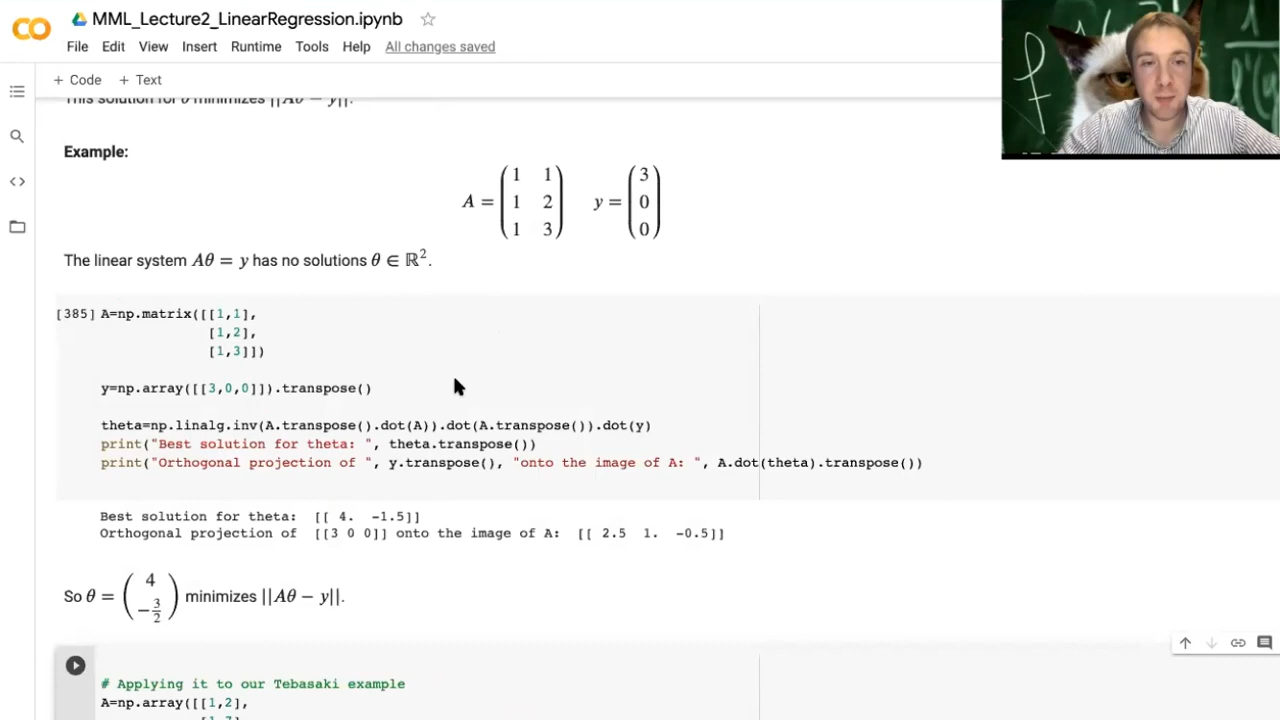 MML_Lecture2_LinearRegression.ipynb
File Edit View Insert Runtime Tools Help All changes saved
+ Code + Text
This solution for θ minimizes ||Aθ − y||.
Example:
A = ( 1 1 y = ( 3
1 2 0
1 3 ) 0 )
The linear system Aθ = y has no solutions θ ∈ ℝ².
[385] A=np.matrix([[1,1],
[1,2],
[1,3]])
y=np.array([[3,0,0]]).transpose()
theta=np.linalg.inv(A.transpose().dot(A)).dot(A.transpose()).dot(y)
print("Best solution for theta: ", theta.transpose())
print("Orthogonal projection of ", y.transpose(), "onto the image of A: ", A.dot(theta).transpose())
Best solution for theta: [[ 4. -1.5]]
Orthogonal projection of [[3 0 0]] onto the image of A: [[ 2.5 1. -0.5]]
So θ = ( 4 −3/2 ) minimizes ||Aθ − y||.
# Applying it to our Tebasaki example
A=np.array([[1,2],